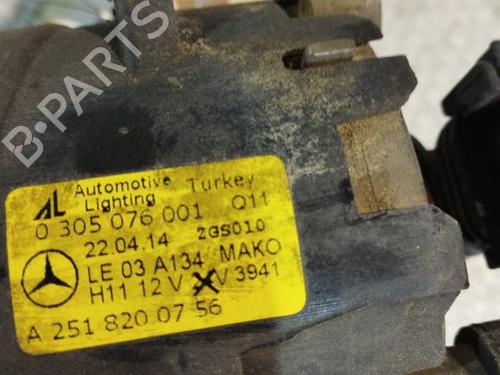 B-PARTS
AL Automotive Lighting Turkey
0 305 076 001 Q11
22.04.14 2GS010
LE 03 A134 MAKO
H11 12 V X V 3941
A 251 820 07 56